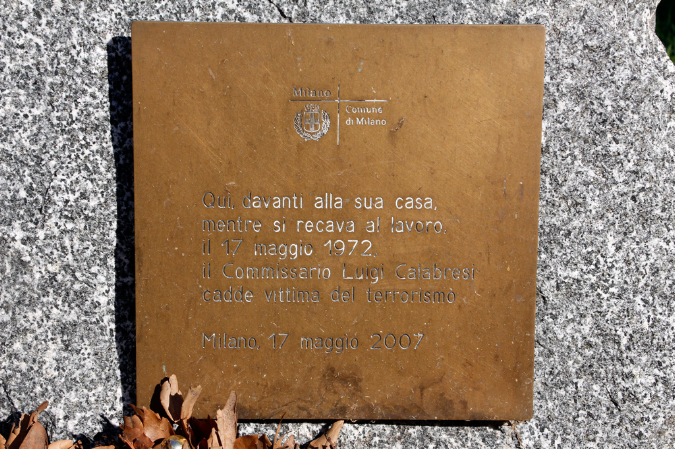 Milano
Comune
di Milano
Qui, davanti alla sua casa,
mentre si recava al lavoro,
il 17 maggio 1972,
il Commissario Luigi Calabresi
cadde vittima del terrorismo.
Milano, 17 maggio 2007